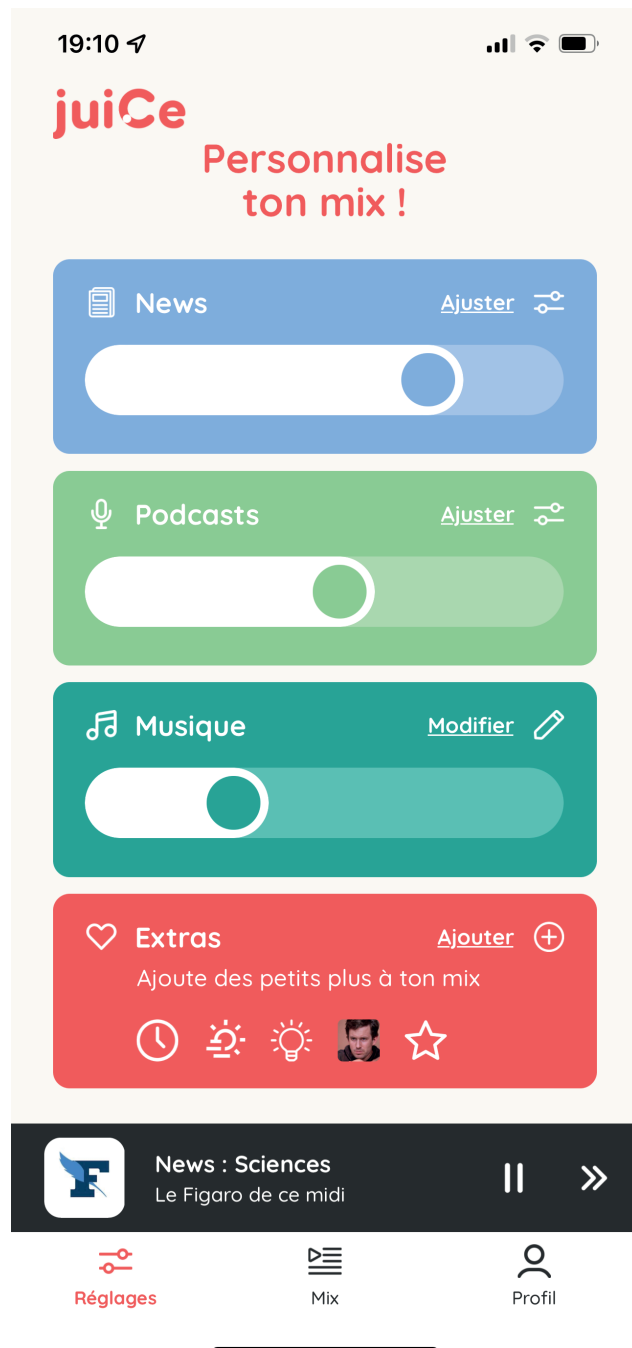 19:10
juiCe
Personnalise
ton mix !
News
Ajuster
Podcasts
Ajuster
Musique
Modifier
Extras
Ajouter
Ajoute des petits plus à ton mix
F
News : Sciences
Le Figaro de ce midi
Réglages
Mix
Profil